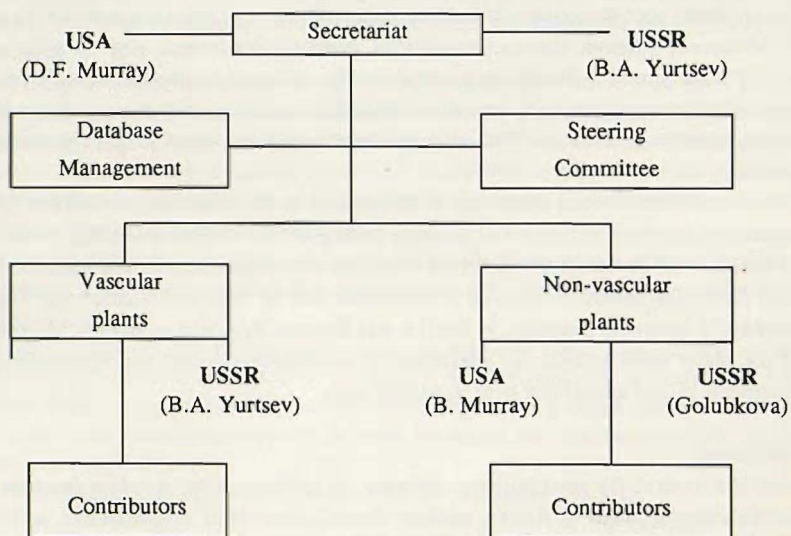 Secretariat
USA
(D.F. Murray)
USSR
(B.A. Yurtsev)
Database
Management
Steering
Committee
Vascular
plants
Non-vascular
plants
USSR
(B.A. Yurtsev)
USA
(B. Murray)
USSR
(Golubkova)
Contributors
Contributors